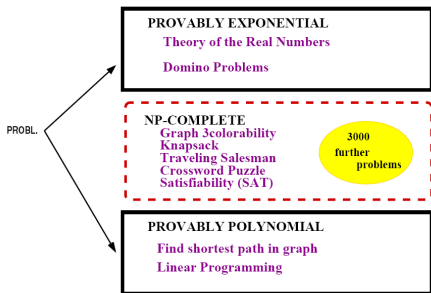 PROVABLY EXPONENTIAL
Theory of the Real Numbers
Domino Problems
PROBL.
NP-COMPLETE
Graph 3colorability
Knapsack
Traveling Salesman
Crossword Puzzle
Satisfiability (SAT)
3000
further
problems
PROVABLY POLYNOMIAL
Find shortest path in graph
Linear Programming